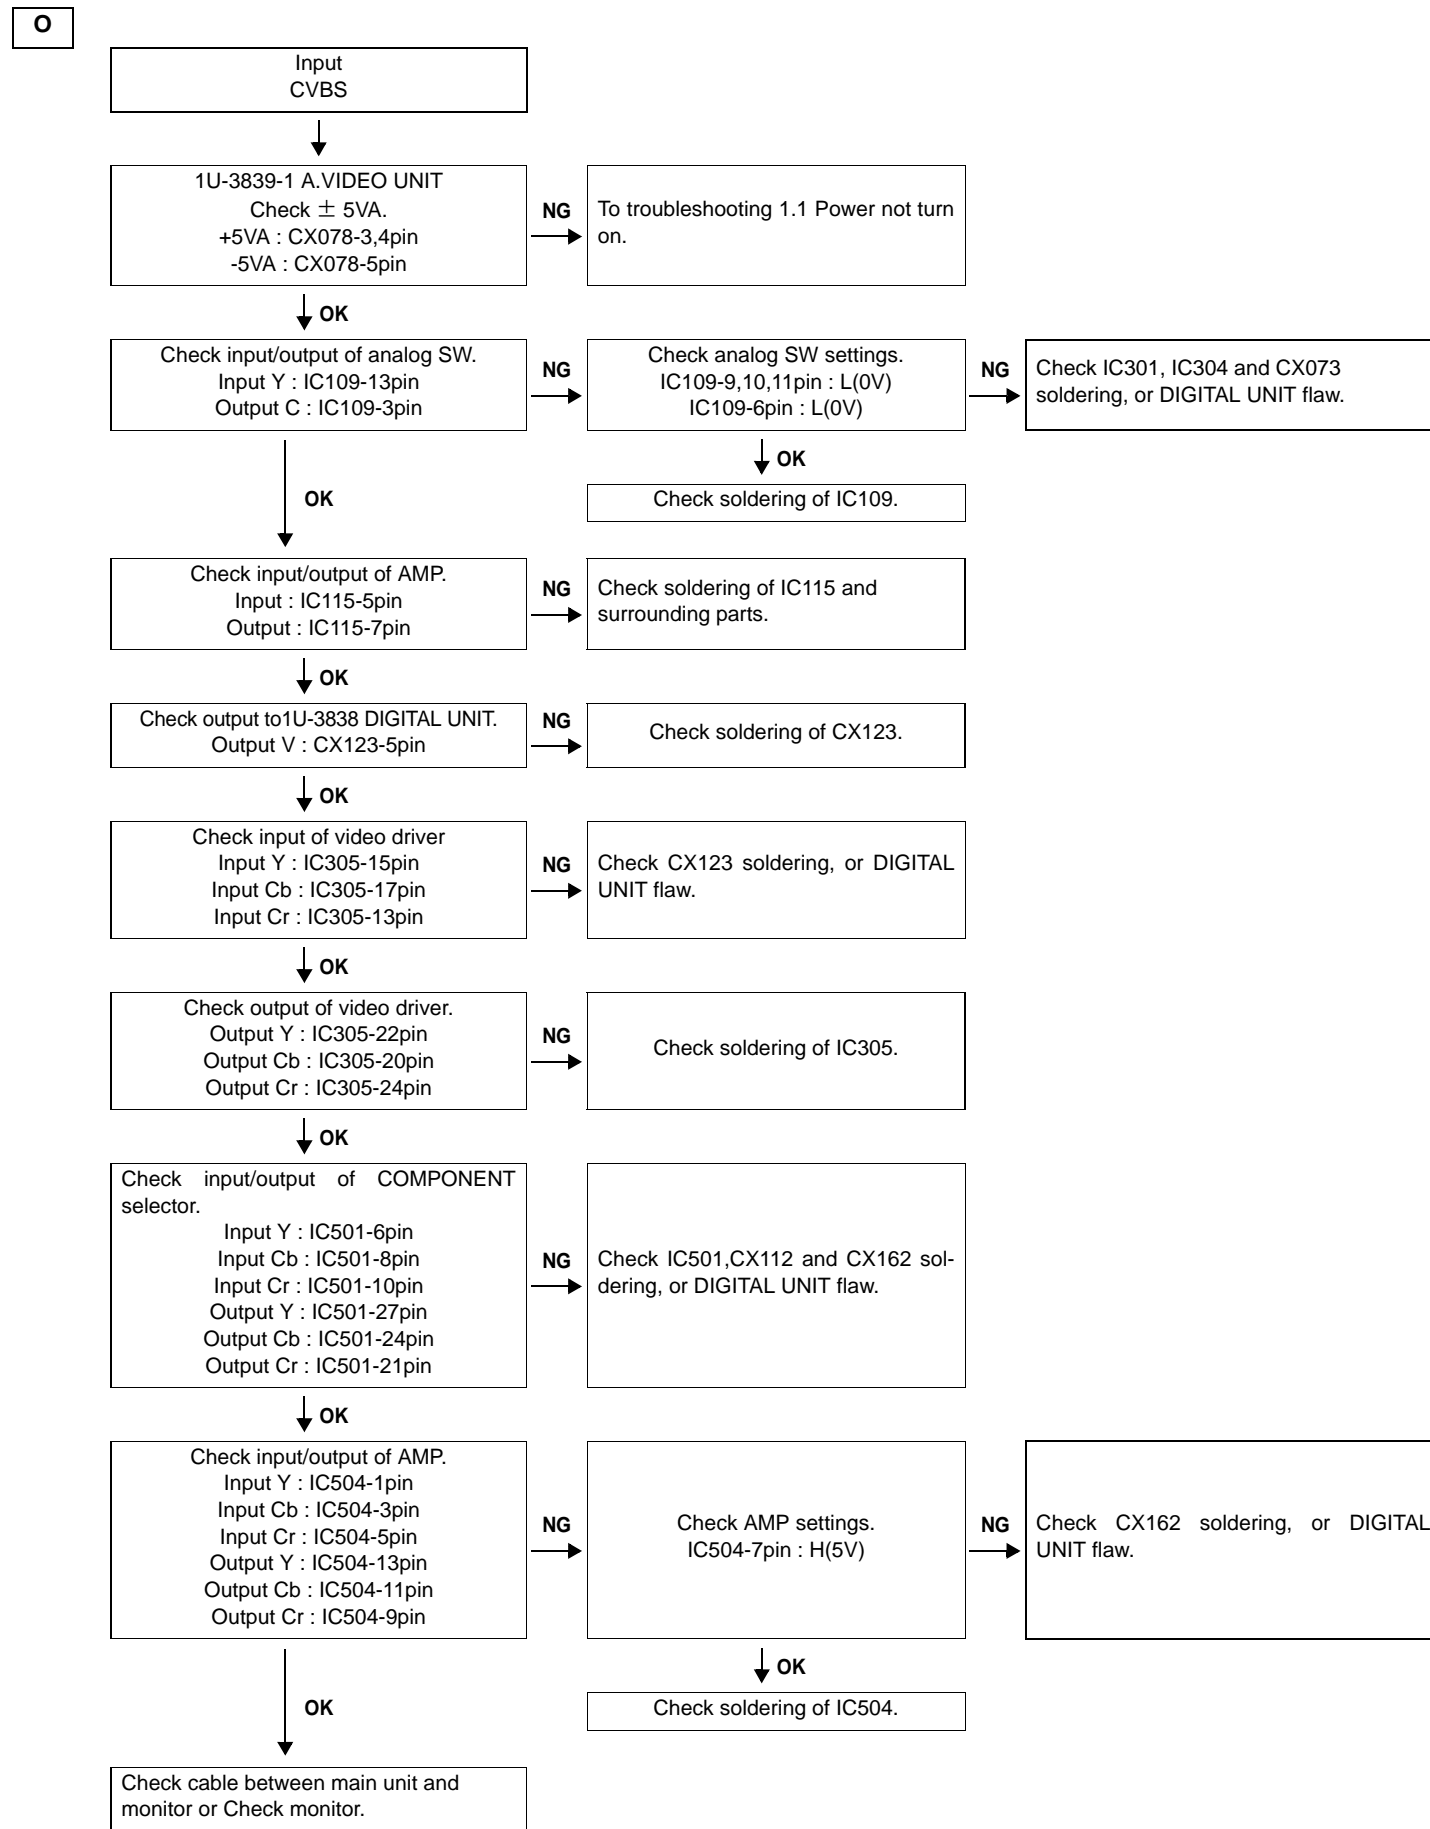 O
Input
CVBS
1U-3839-1 A.VIDEO UNIT
Check ± 5VA.
+5VA : CX078-3,4pin
-5VA : CX078-5pin
NG
To troubleshooting 1.1 Power not turn
on.
OK
Check input/output of analog SW.
Input Y : IC109-13pin
Output C : IC109-3pin
NG
Check analog SW settings.
IC109-9,10,11pin : L(0V)
IC109-6pin : L(0V)
NG
Check IC301, IC304 and CX073
soldering, or DIGITAL UNIT flaw.
OK
Check soldering of IC109.
OK
Check input/output of AMP.
Input : IC115-5pin
Output : IC115-7pin
NG
Check soldering of IC115 and
surrounding parts.
OK
Check output to1U-3838 DIGITAL UNIT.
Output V : CX123-5pin
NG
Check soldering of CX123.
OK
Check input of video driver
Input Y : IC305-15pin
Input Cb : IC305-17pin
Input Cr : IC305-13pin
NG
Check CX123 soldering, or DIGITAL
UNIT flaw.
OK
Check output of video driver.
Output Y : IC305-22pin
Output Cb : IC305-20pin
Output Cr : IC305-24pin
NG
Check soldering of IC305.
OK
Check input/output of COMPONENT
selector.
Input Y : IC501-6pin
Input Cb : IC501-8pin
Input Cr : IC501-10pin
Output Y : IC501-27pin
Output Cb : IC501-24pin
Output Cr : IC501-21pin
NG
Check IC501,CX112 and CX162 sol-
dering, or DIGITAL UNIT flaw.
OK
Check input/output of AMP.
Input Y : IC504-1pin
Input Cb : IC504-3pin
Input Cr : IC504-5pin
Output Y : IC504-13pin
Output Cb : IC504-11pin
Output Cr : IC504-9pin
NG
Check AMP settings.
IC504-7pin : H(5V)
NG
Check CX162 soldering, or DIGITAL
UNIT flaw.
OK
Check soldering of IC504.
OK
Check cable between main unit and
monitor or Check monitor.